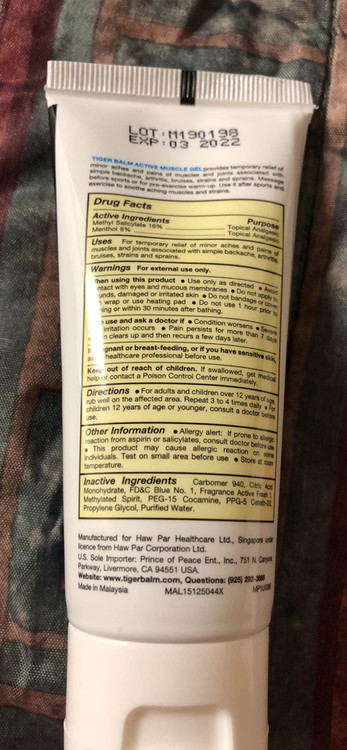 LOT:M190198
EXP:03 2022
TIGER BALM ACTIVE MUSCLE GEL provides temporary relief of
minor aches and pains of muscles and joints associated with
simple backache, arthritis, bruises, strains and sprains. Massage
before sports or for pre-exercise warm-up. Use it after sports and
exercise to soothe aching muscles and strains.
Drug Facts
Active Ingredients Purpose
Methyl Salicylate 16% Topical Analgesic
Menthol 8% Topical Analgesic
Uses For temporary relief of minor aches and pains of
muscles and joints associated with simple backache, arthritis,
bruises, strains and sprains.
Warnings For external use only.
When using this product ● Use only as directed ● Avoid
contact with eyes and mucous membranes ● Do not apply to
wounds, damaged or irritated skin ● Do not bandage or cover
wrap or use heating pad ● Do not use 1 hour prior to
or within 30 minutes after bathing.
use and ask a doctor if ● Condition worsens ● Severe
irritation occurs ● Pain persists for more than 7 days
clears up and then recurs a few days later.
If pregnant or breast-feeding, or if you have sensitive skin,
healthcare professional before use.
Keep out of reach of children. If swallowed, get medical
help or contact a Poison Control Center immediately.
Directions ● For adults and children over 12 years of age,
rub well on the affected area. Repeat 3 to 4 times daily ● For
children 12 years of age or younger, consult a doctor before
use.
Other Information ● Allergy alert: If prone to allergic
reaction from aspirin or salicylates, consult doctor before use
● This product may cause allergic reaction on some
individuals. Test on small area before use ● Store at room
temperature.
Inactive Ingredients Carbomer 940, Citric Acid
Monohydrate, FD&C Blue No. 1, Fragrance Active Fresh 1,
Methylated Spirit, PEG-15 Cocamine, PPG-5 Ceteth-20,
Propylene Glycol, Purified Water.
Manufactured for Haw Par Healthcare Ltd., Singapore under
licence from Haw Par Corporation Ltd.
U.S. Sole Importer: Prince of Peace Ent., Inc., 751 N. Canyons
Parkway, Livermore, CA 94551 USA.
Website: www.tigerbalm.com, Questions: (925) 292-3888
Made in Malaysia MAL15125044X